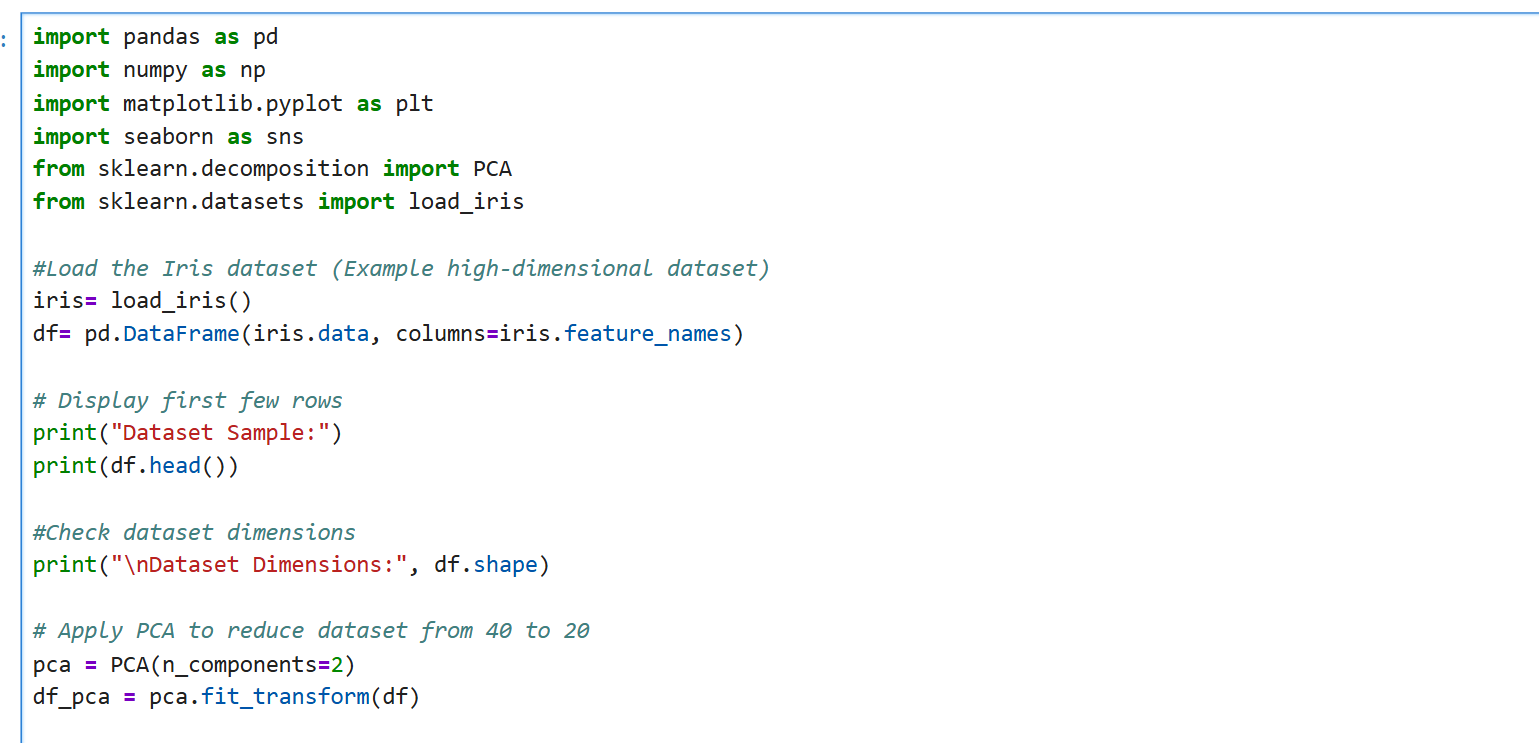 :
import pandas as pd
import numpy as np
import matplotlib.pyplot as plt
import seaborn as sns
from sklearn.decomposition import PCA
from sklearn.datasets import load_iris

#Load the Iris dataset (Example high-dimensional dataset)
iris= load_iris()
df= pd.DataFrame(iris.data, columns=iris.feature_names)

# Display first few rows
print("Dataset Sample:")
print(df.head())

#Check dataset dimensions
print("\nDataset Dimensions:", df.shape)

# Apply PCA to reduce dataset from 40 to 20
pca = PCA(n_components=2)
df_pca = pca.fit_transform(df)